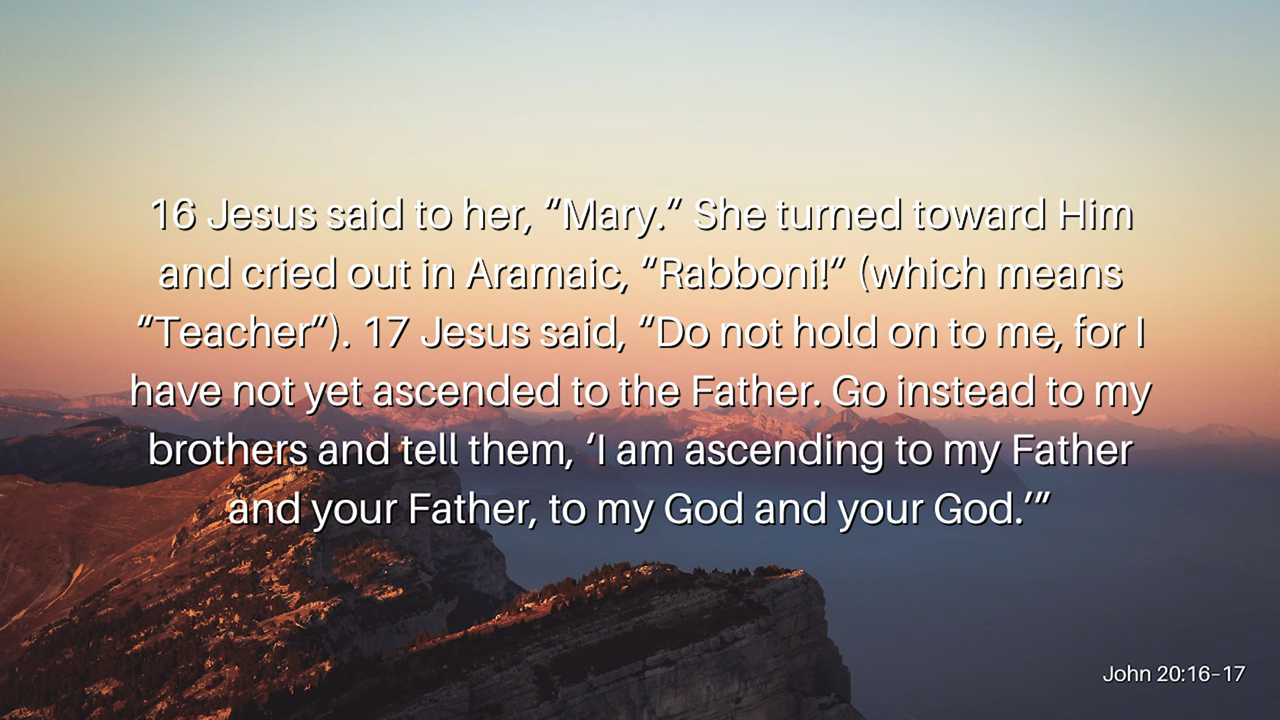 16 Jesus said to her, “Mary.” She turned toward Him
and cried out in Aramaic, “Rabboni!” (which means
“Teacher”). 17 Jesus said, “Do not hold on to me, for I
have not yet ascended to the Father. Go instead to my
brothers and tell them, ‘I am ascending to my Father
and your Father, to my God and your God.’”
John 20:16-17